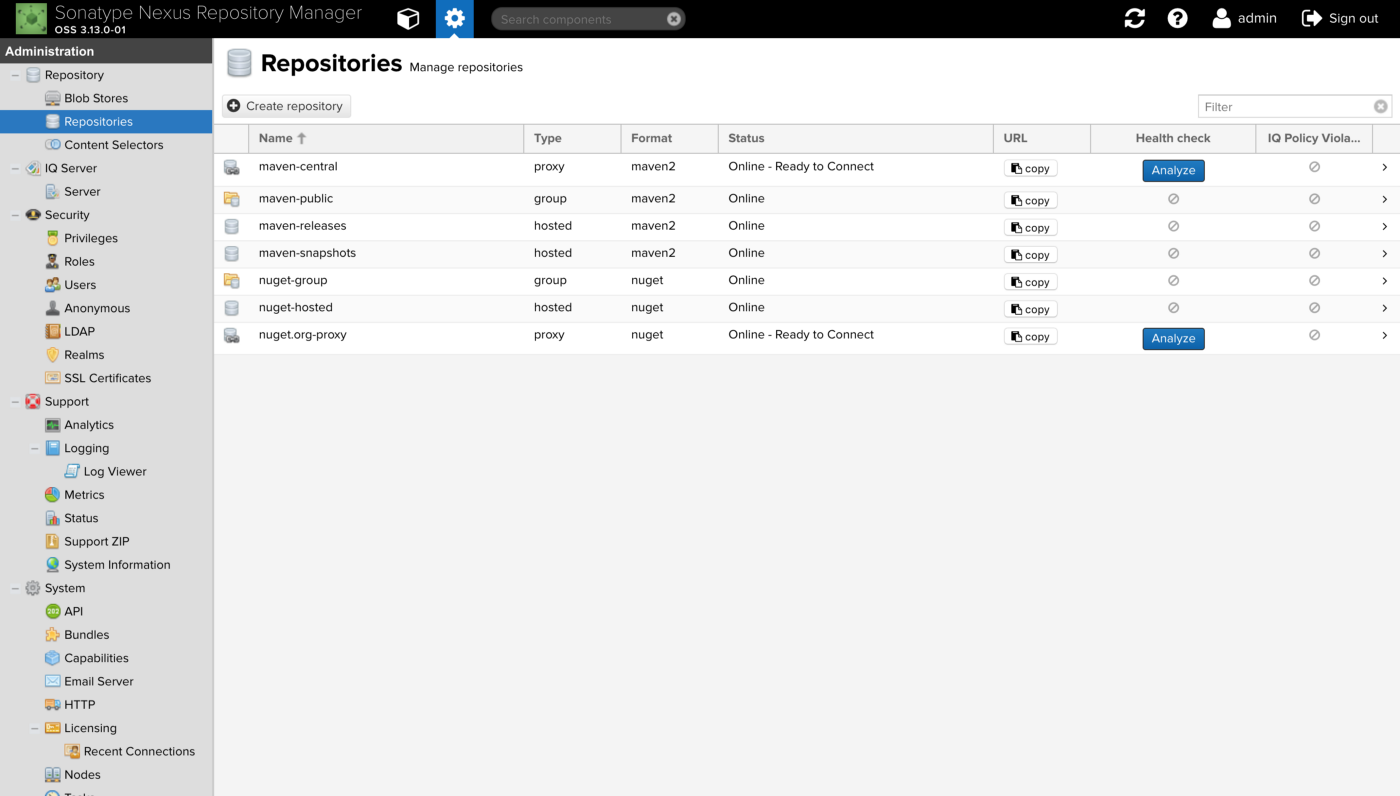 Sonatype Nexus Repository Manager
OSS 3.13.0-01
Search components
admin
Sign out
Administration
Repository
Blob Stores
Repositories
Content Selectors
IQ Server
Server
Security
Privileges
Roles
Users
Anonymous
LDAP
Realms
SSL Certificates
Support
Analytics
Logging
Log Viewer
Metrics
Status
Support ZIP
System Information
System
API
Bundles
Capabilities
Email Server
HTTP
Licensing
Recent Connections
Nodes
Repositories Manage repositories
Create repository
Filter
Name Type Format Status URL Health check IQ Policy Viola...
maven-central proxy maven2 Online - Ready to Connect copy Analyze
maven-public group maven2 Online copy
maven-releases hosted maven2 Online copy
maven-snapshots hosted maven2 Online copy
nuget-group group nuget Online copy
nuget-hosted hosted nuget Online copy
nuget.org-proxy proxy nuget Online - Ready to Connect copy Analyze